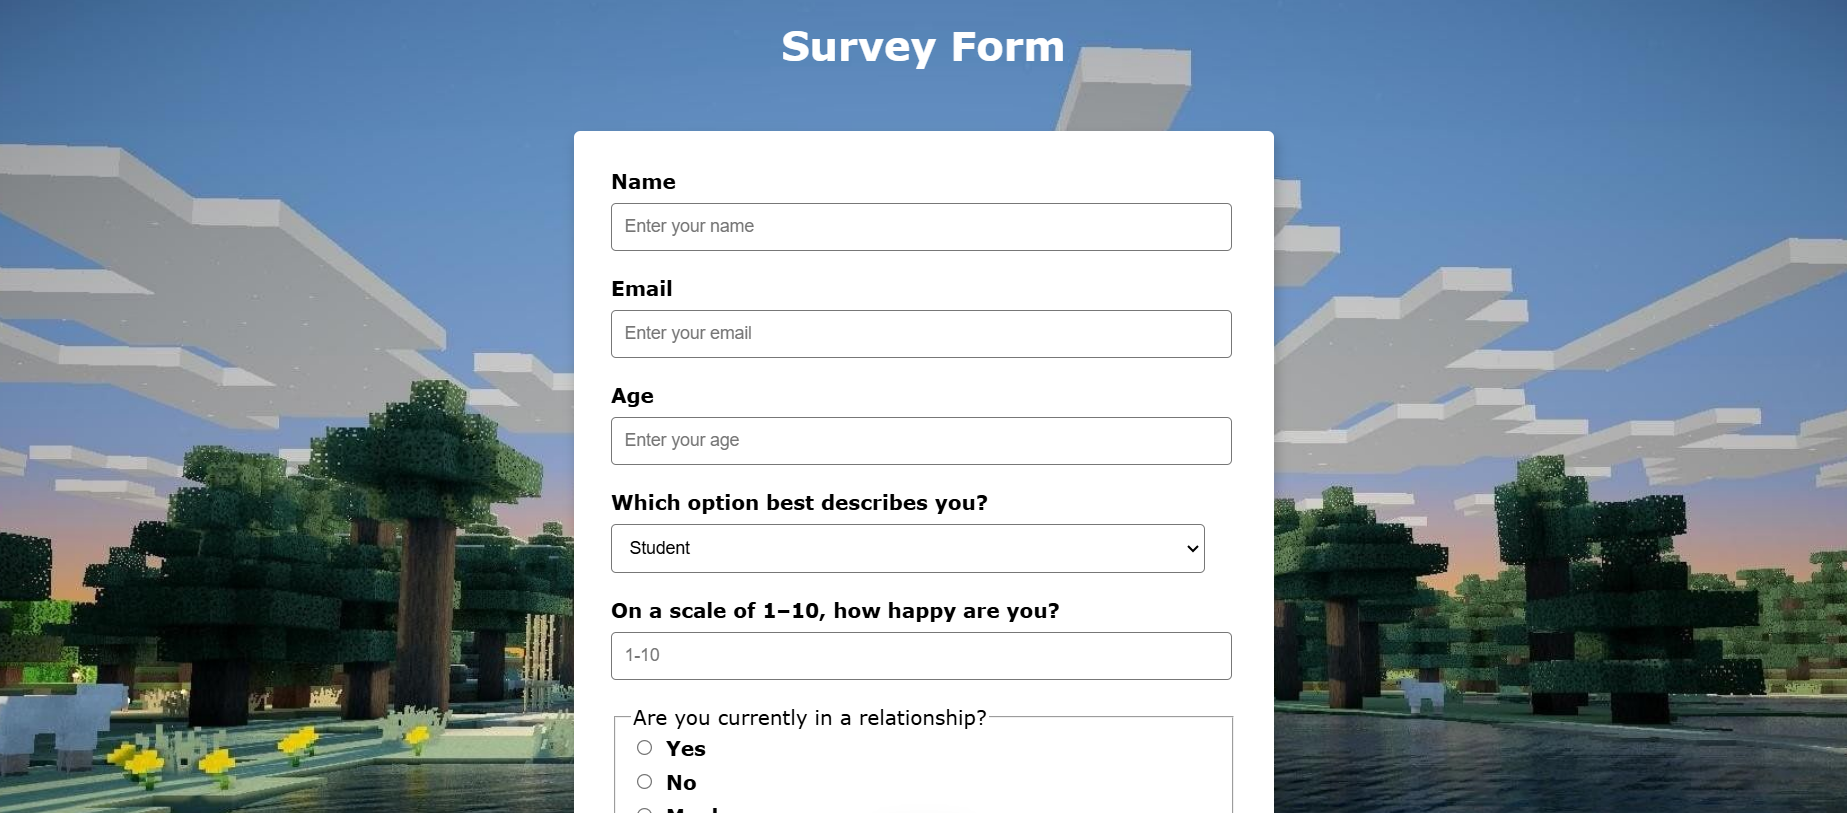 Survey Form
Name
Enter your name
Email
Enter your email
Age
Enter your age
Which option best describes you?
Student
On a scale of 1–10, how happy are you?
1-10
Are you currently in a relationship?
Yes
No